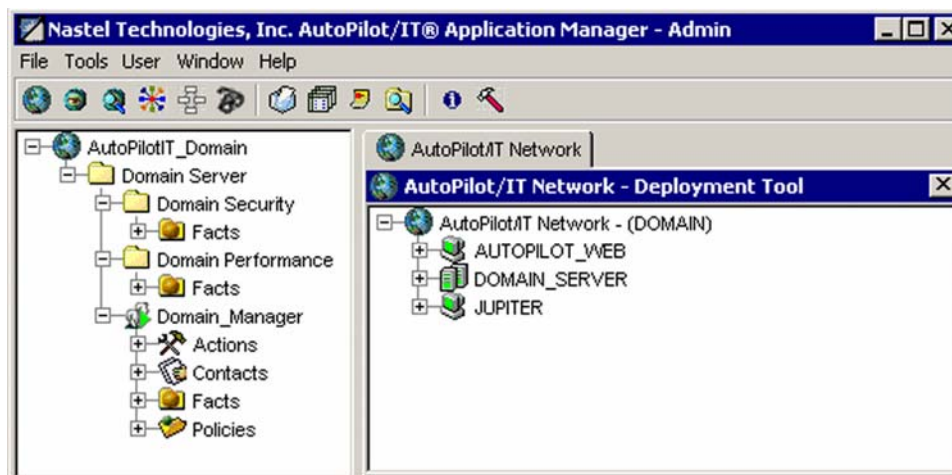 Nastel Technologies, Inc. AutoPilot/IT® Application Manager - Admin
File Tools User Window Help
AutoPilotIT_Domain
Domain Server
Domain Security
Facts
Domain Performance
Facts
Domain_Manager
Actions
Contacts
Facts
Policies
AutoPilot/IT Network
AutoPilot/IT Network - Deployment Tool
AutoPilot/IT Network - (DOMAIN)
AUTOPILOT_WEB
DOMAIN_SERVER
JUPITER